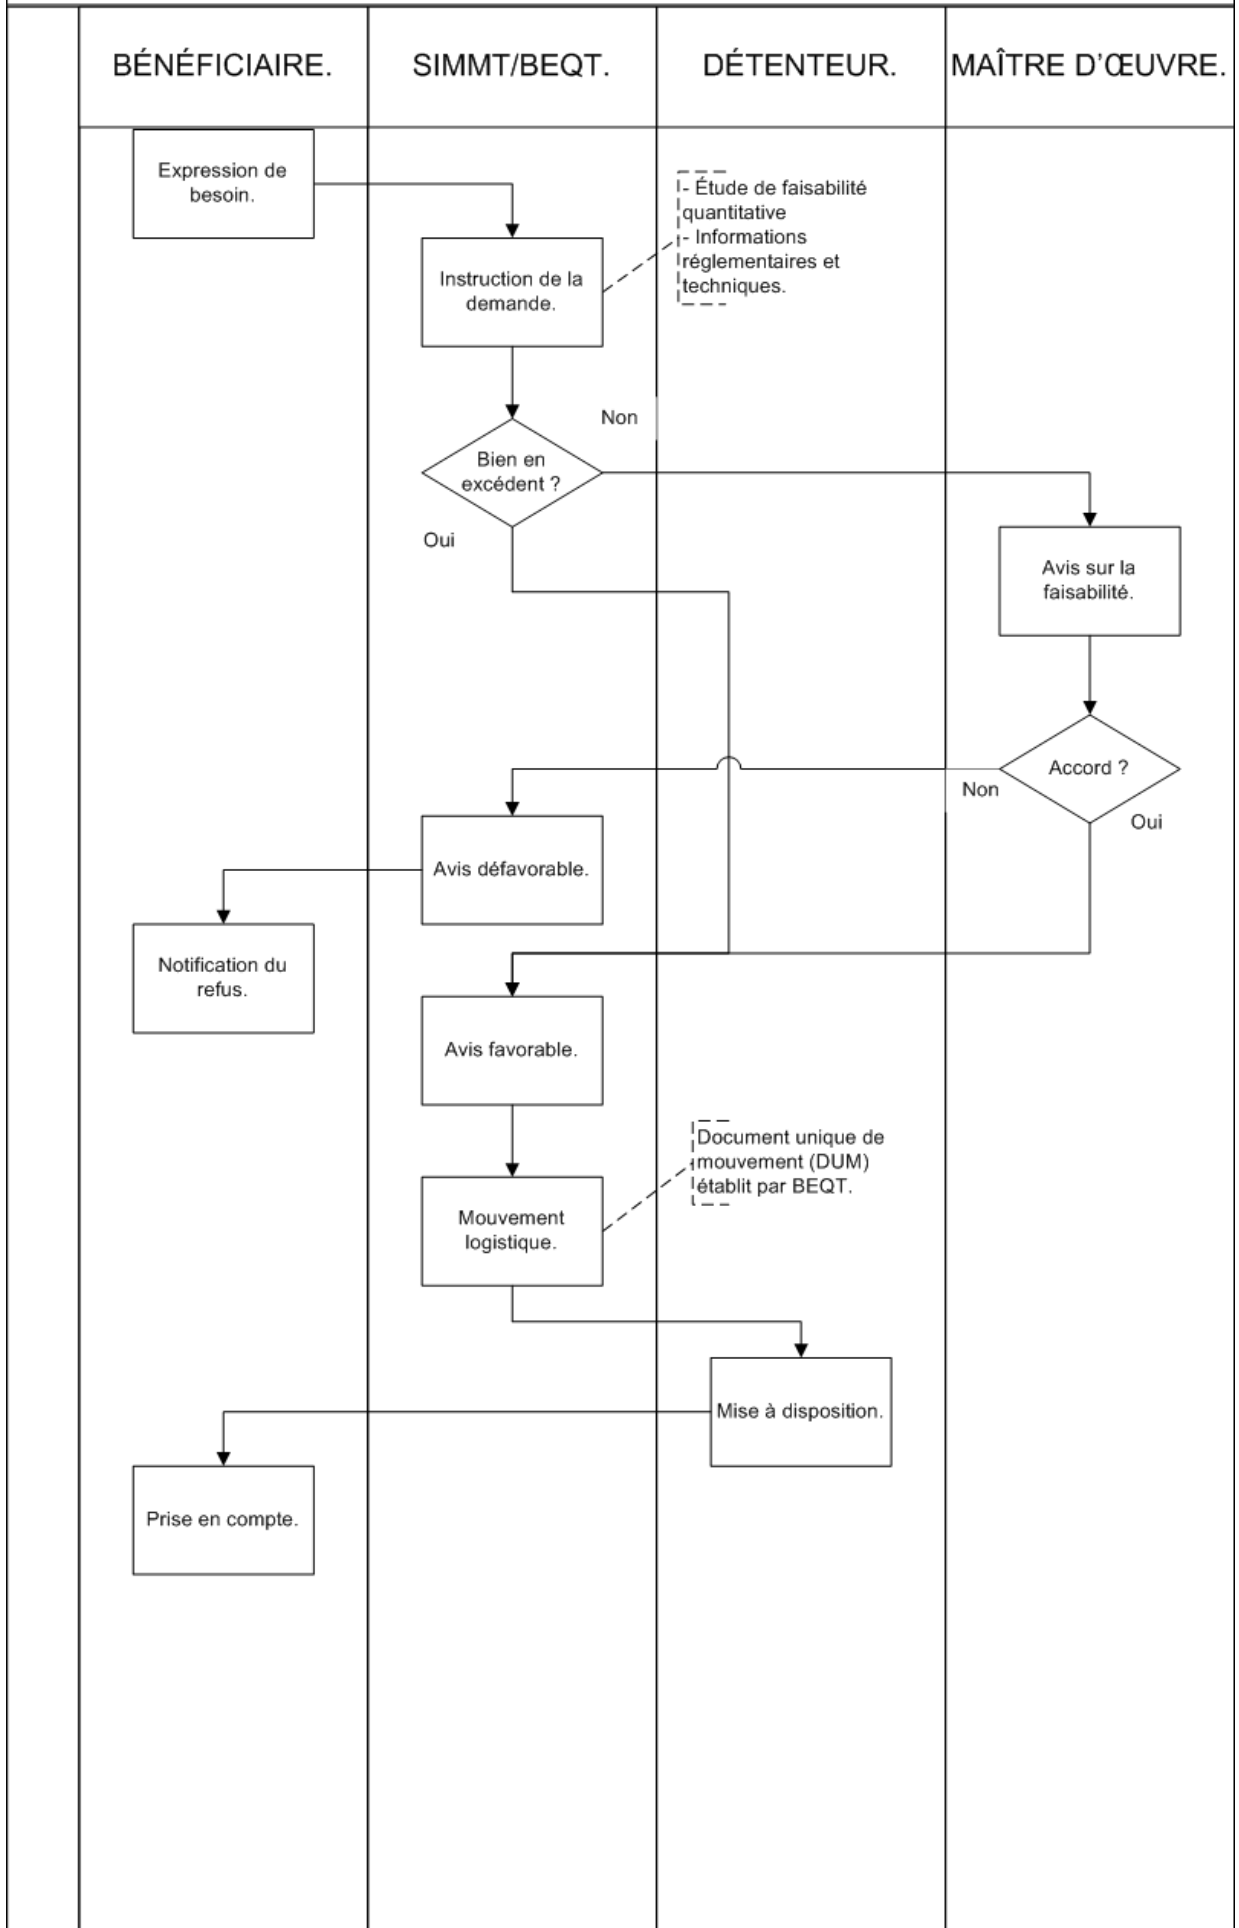 BÉNÉFICIAIRE.
SIMMT/BEQT.
DÉTENTEUR.
MAÎTRE D'ŒUVRE.
Expression de
besoin.
- Étude de faisabilité
quantitative
- Informations
réglementaires et
techniques.
Instruction de la
demande.
Non
Bien en
excédent ?
Oui
Avis sur la
faisabilité.
Accord ?
Non
Oui
Avis défavorable.
Notification du
refus.
Avis favorable.
Document unique de
mouvement (DUM)
établit par BEQT.
Mouvement
logistique.
Mise à disposition.
Prise en compte.